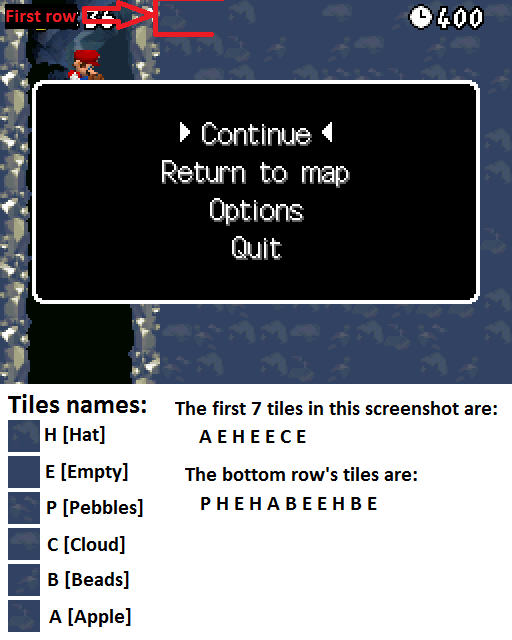 First row 36 400
Continue
Return to map
Options
Quit
Tiles names:
H [Hat]
E [Empty]
P [Pebbles]
C [Cloud]
B [Beads]
A [Apple]
The first 7 tiles in this screenshot are:
A E H E E C E
The bottom row's tiles are:
P H E H A B E E H B E